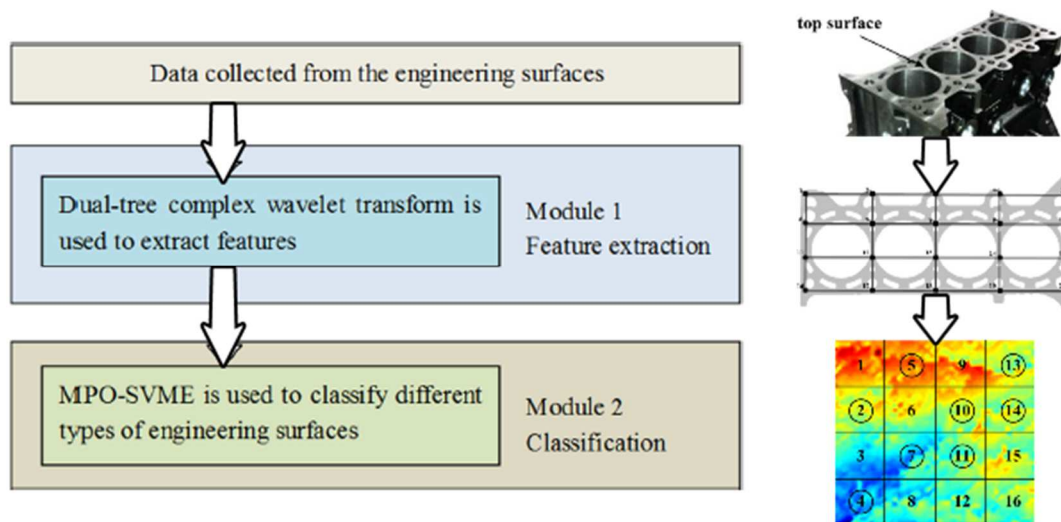 Data collected from the engineering surfaces
Dual-tree complex wavelet transform is
used to extract features
Module 1
Feature extraction
MPO-SVME is used to classify different
types of engineering surfaces
Module 2
Classification
top surface
1 5 9 13
2 6 10 14
3 7 11 15
4 8 12 16